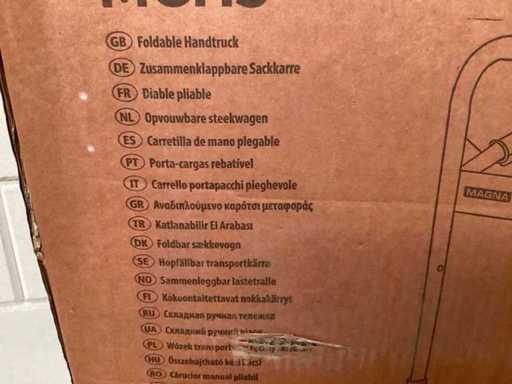 GB Foldable Handtruck
DE Zusammenklappbare Sackkarre
FR Diable pliable
NL Opvouwbare steekwagen
ES Carretilla de mano plegable
PT Porta-cargas rebatível
IT Carrello portapacchi pieghevole
GR Αναδιπλούμενο καρότσι μεταφοράς
TR Katlanabilir El Arabası
DK Foldbar sækkevogn
SE Hopfällbar transportkärra
NO Sammenleggbar lastetralle
FI Kokoontaitettavat nokkakärryt
RU Складная ручная тележка
UA Складний ручний
PL Wózek
HU Összehajtható
RO Cărucior manual pliabil
MAGNA